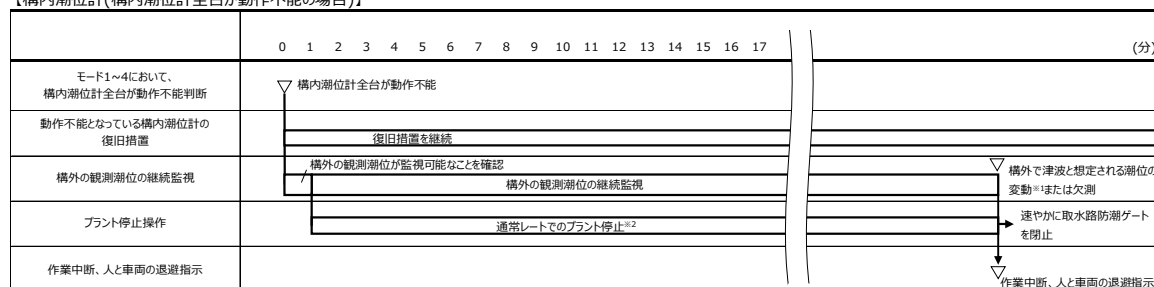 【構内潮位計(構内潮位計全台が動作不能の場合)】
0 1 2 3 4 5 6 7 8 9 10 11 12 13 14 15 16 17 (分)
モード1~4において、
構内潮位計全台が動作不能判断
構内潮位計全台が動作不能
動作不能となっている構内潮位計の
復旧措置
復旧措置を継続
構外の観測潮位の継続監視
構外の観測潮位が監視可能なことを確認
構外の観測潮位の継続監視
構外で津波と想定される潮位の
変動※1または欠測
プラント停止操作
通常レートでのプラント停止※2
速やかに取水路防潮ゲート
を閉止
作業中断、人と車両の退避指示
作業中断、人と車両の退避指示